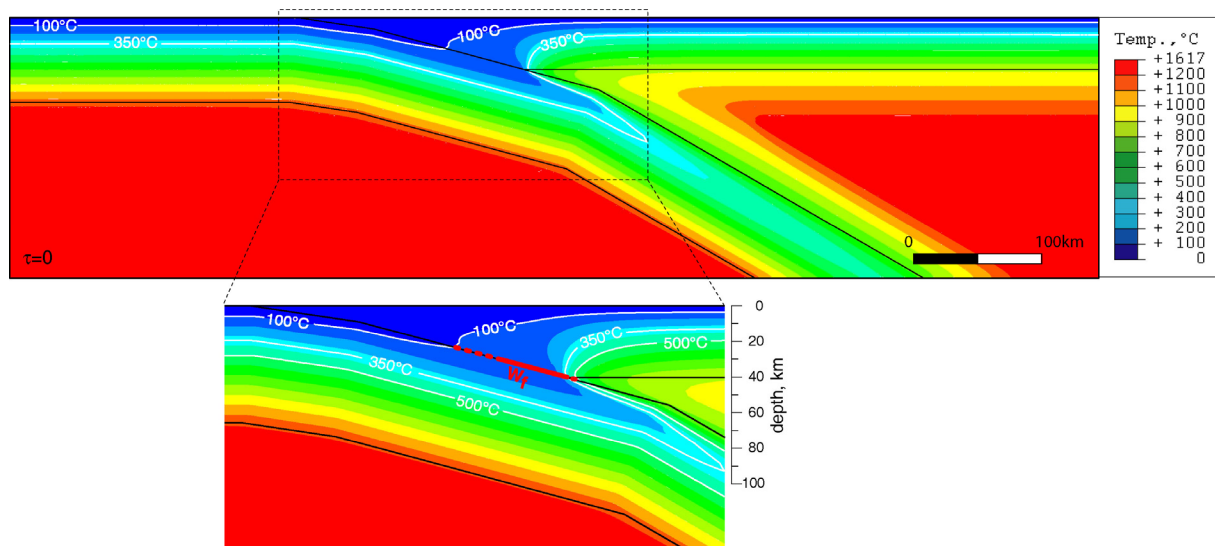 100°C
350°C
100°C
350°C
τ=0
0
100km
Temp.,°C
+1617
+1200
+1000
+ 900
+ 800
+ 700
+ 600
+ 500
+ 400
+ 300
+ 200
+ 100
0
100°C
100°C
350°C
350°C
500°C
500°C
Wf
0
20
40
60
80
100
depth, km